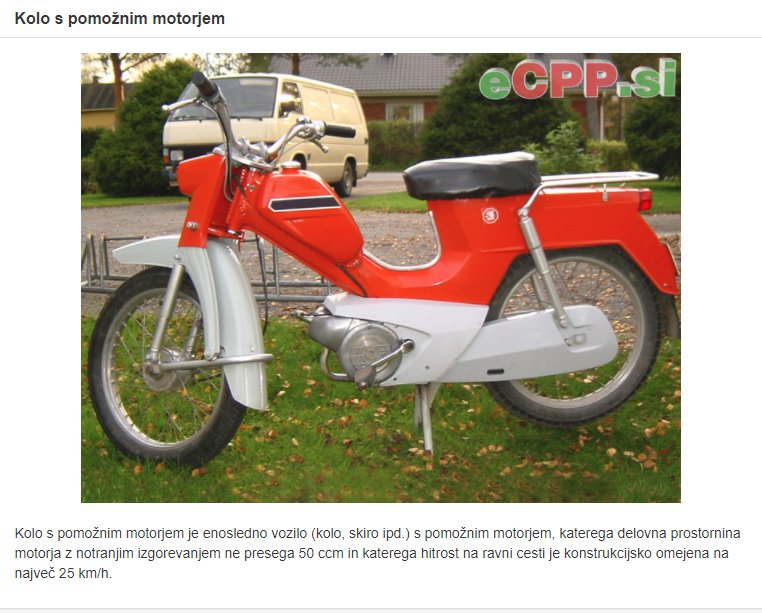 Kolo s pomožnim motorjem
eCPP.si
Kolo s pomožnim motorjem je enosledno vozilo (kolo, skiro ipd.) s pomožnim motorjem, katerega delovna prostornina
motorja z notranjim izgorevanjem ne presega 50 ccm in katerega hitrost na ravni cesti je konstrukcijsko omejena na
največ 25 km/h.